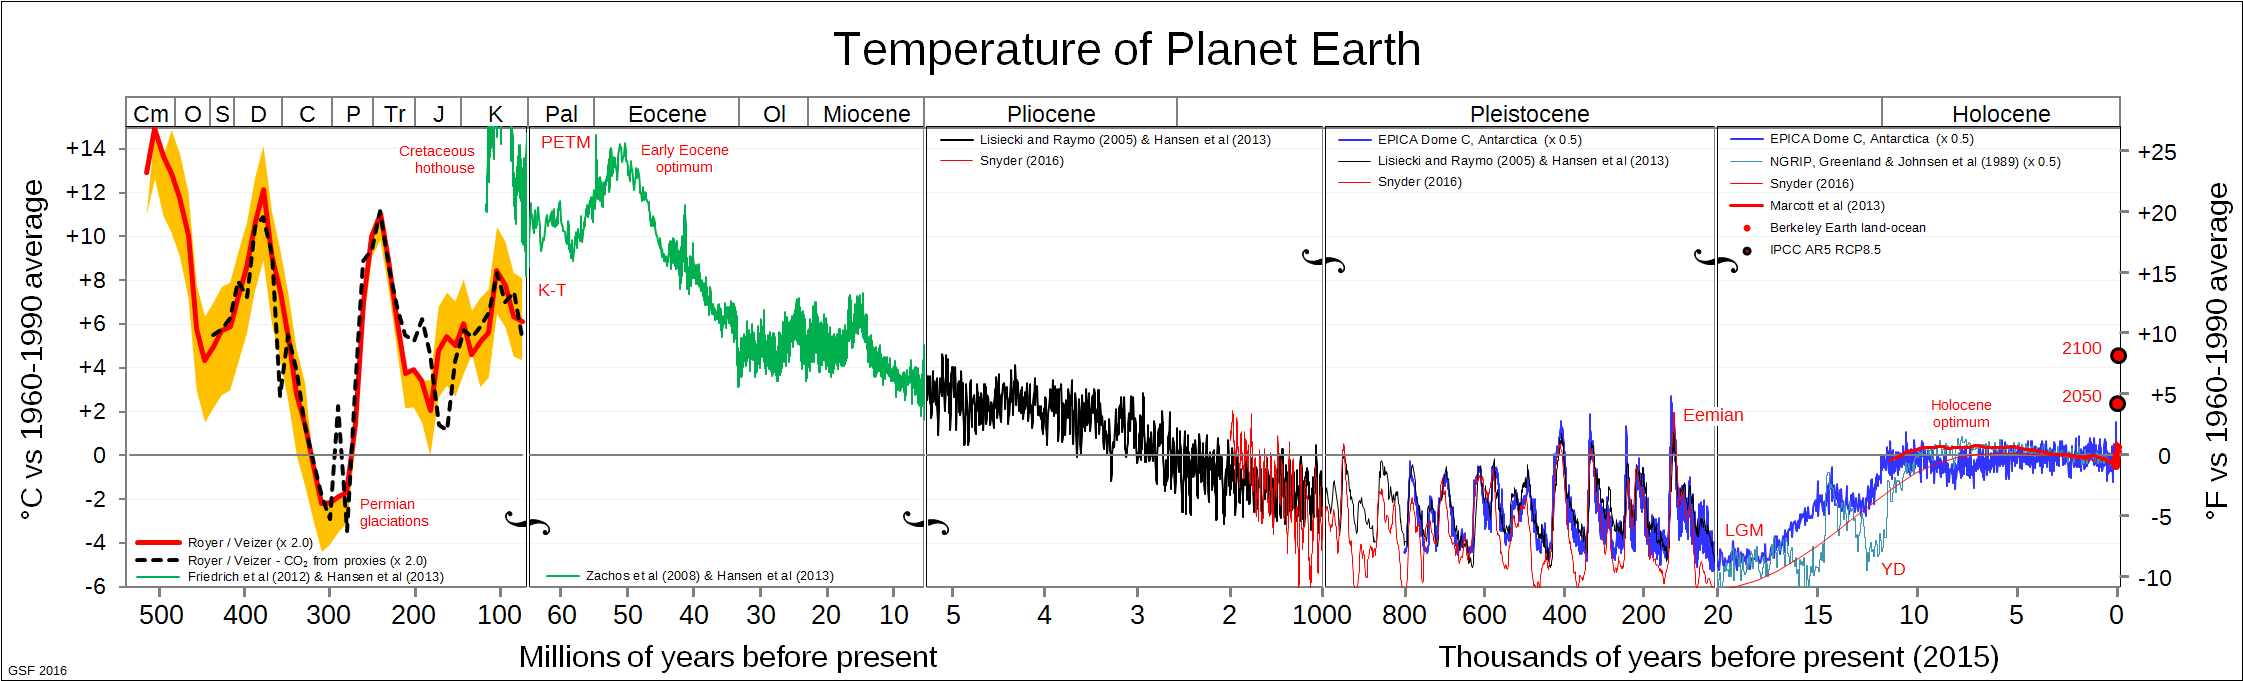 Temperature of Planet Earth
Cm O S D C P Tr J K Pal Eocene Ol Miocene Pliocene Pleistocene Holocene
°C vs 1960-1990 average
+14
+12
+10
+8
+6
+4
+2
0
-2
-4
-6
Cretaceous
hothouse
Permian
glaciations
Royer / Veizer (x 2.0)
Royer / Veizer - CO₂ from proxies (x 2.0)
Friedrich et al (2012) & Hansen et al (2013)
PETM
Early Eocene
optimum
K-T
Zachos et al (2008) & Hansen et al (2013)
Lisiecki and Raymo (2005) & Hansen et al (2013)
Snyder (2016)
EPICA Dome C, Antarctica (x 0.5)
Lisiecki and Raymo (2005) & Hansen et al (2013)
Snyder (2016)
Eemian
EPICA Dome C, Antarctica (x 0.5)
NGRIP, Greenland & Johnsen et al (1989) (x 0.5)
Snyder (2016)
Marcott et al (2013)
Berkeley Earth land-ocean
IPCC AR5 RCP8.5
2100
2050
Holocene
optimum
LGM
YD
+25
+20
+15
+10
+5
0
-5
-10
°F vs 1960-1990 average
500 400 300 200 100 60 50 40 30 20 10 5 4 3 2 1000 800 600 400 200 20 15 10 5 0
1
Millions of years before present
Thousands of years before present (2015)
GSF 2016